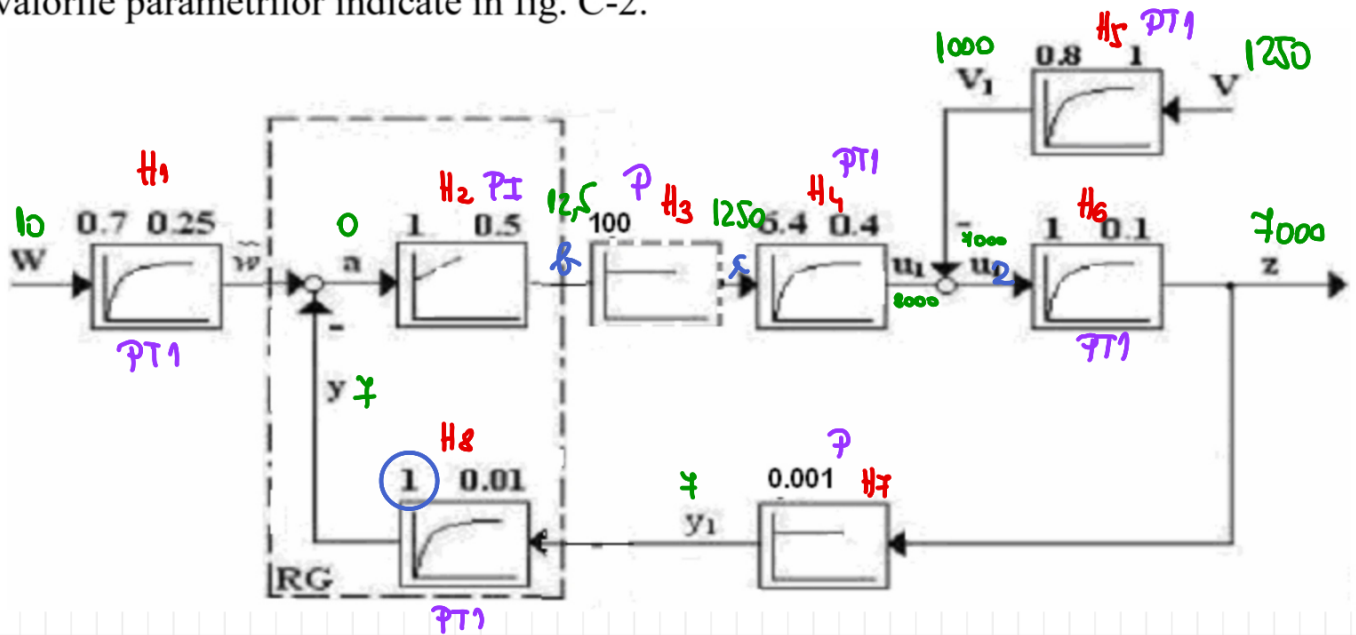 valorile parametrilor indicate in fig. C-2.
1000
H5 PT1
1250
0.8 1
V1
V
H1
H2 PI
12,5
P
H3
1250
H4
PT1
H6
10
0.7 0.25
0
1 0.5
100
6.4 0.4
-
7000
1 0.1
7000
W
w̃
a
b
x
u1
u2
z
8000
PT1
PT1
-
y 7
H8
P
1 0.01
7
0.001 H7
y1
RG
PT1